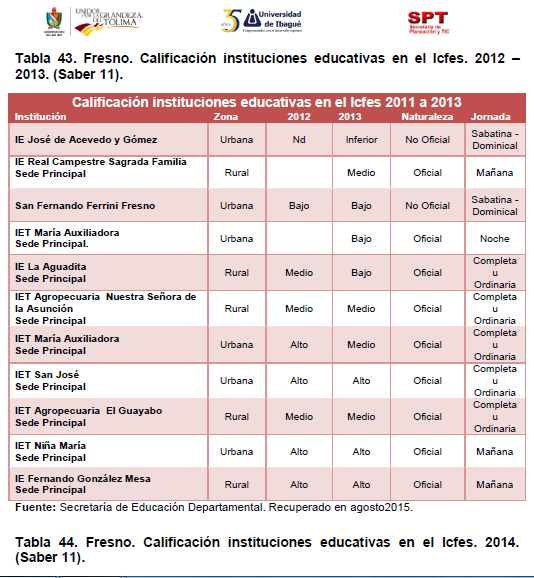 UNIDOS
POR LA GRANDEZA
DEL TOLIMA
35
Universidad
de Ibagué
SPT
Secretaría de
Planeación y TIC
Tabla 43. Fresno. Calificación instituciones educativas en el Icfes. 2012 –
2013. (Saber 11).
Calificación instituciones educativas en el Icfes 2011 a 2013
Institución Zona 2012 2013 Naturaleza Jornada
IE José de Acevedo y Gómez Urbana Nd Inferior No Oficial Sabatina -
Dominical
IE Real Campestre Sagrada Familia
Sede Principal Rural Medio Oficial Mañana
San Fernando Ferrini Fresno Urbana Bajo Bajo No Oficial Sabatina -
Dominical
IET María Auxiliadora
Sede Principal. Urbana Bajo Oficial Noche
IE La Aguadita
Sede Principal Rural Medio Bajo Oficial Completa
u
Ordinaria
IET Agropecuaria Nuestra Señora de
la Asunción
Sede Principal Rural Medio Medio Oficial Completa
u
Ordinaria
IET María Auxiliadora
Sede Principal Urbana Alto Medio Oficial Completa
u
Ordinaria
IET San José
Sede Principal Urbana Alto Alto Oficial Completa
u
Ordinaria
IET Agropecuaria El Guayabo
Sede Principal Rural Medio Medio Oficial Completa
u
Ordinaria
IET Niña María
Sede Principal Urbana Alto Alto Oficial Mañana
IE Fernando González Mesa
Sede Principal Rural Alto Alto Oficial Mañana
Fuente: Secretaría de Educación Departamental. Recuperado en agosto2015.
Tabla 44. Fresno. Calificación instituciones educativas en el Icfes. 2014.
(Saber 11).